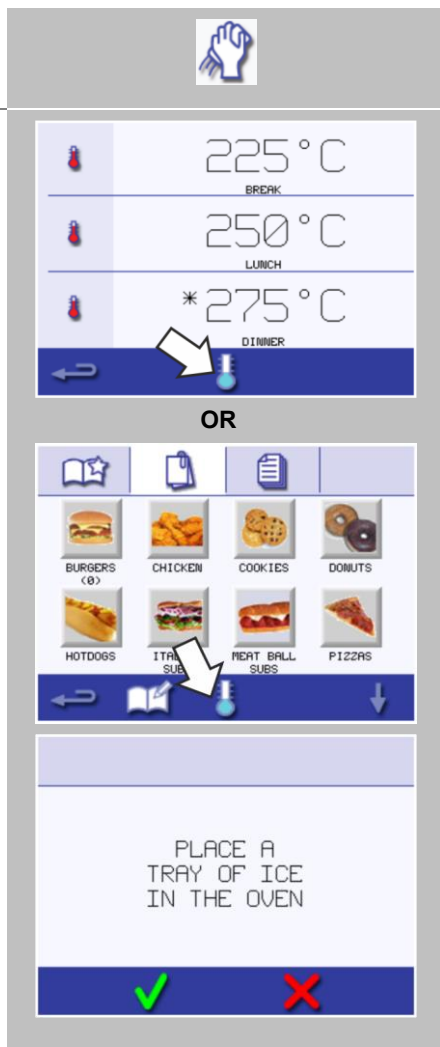 225°C
BREAK
250°C
LUNCH
*275°C
DINNER
OR
BURGERS CHICKEN COOKIES DONUTS
(0)
HOTDOGS MEAT BALL PIZZAS
SUBS
PLACE A
TRAY OF ICE
IN THE OVEN